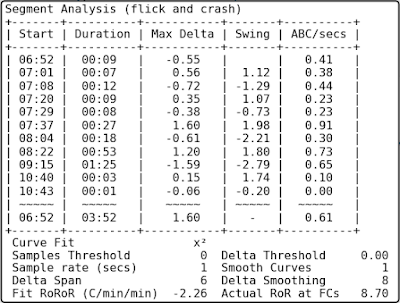 Segment Analysis (flick and crash)
| Start | Duration | Max Delta | Swing | ABC/secs |
| 06:52 | 00:09 | -0.55 | | 0.41 |
| 07:01 | 00:07 | 0.56 | 1.12 | 0.38 |
| 07:08 | 00:12 | -0.72 | -1.29 | 0.44 |
| 07:20 | 00:09 | 0.35 | 1.07 | 0.23 |
| 07:29 | 00:08 | -0.38 | -0.73 | 0.23 |
| 07:37 | 00:27 | 1.60 | 1.98 | 0.91 |
| 08:04 | 00:18 | -0.61 | -2.21 | 0.30 |
| 08:22 | 00:53 | 1.20 | 1.80 | 0.73 |
| 09:15 | 01:25 | -1.59 | -2.79 | 0.65 |
| 10:40 | 00:03 | 0.15 | 1.74 | 0.10 |
| 10:43 | 00:01 | -0.06 | -0.20 | 0.00 |
| ~~~~~ | ~~~~~ | ~~~~~ | ~~~~~ | ~~~~~ |
| 06:52 | 03:52 | 1.60 | - | 0.61 |
Curve Fit x²
Samples Threshold 0 Delta Threshold 0.00
Sample rate (secs) 1 Smooth Curves 1
Delta Span 6 Delta Smoothing 8
Fit RoRoR (C/min/min) -2.26 Actual RoR at FCs 8.70